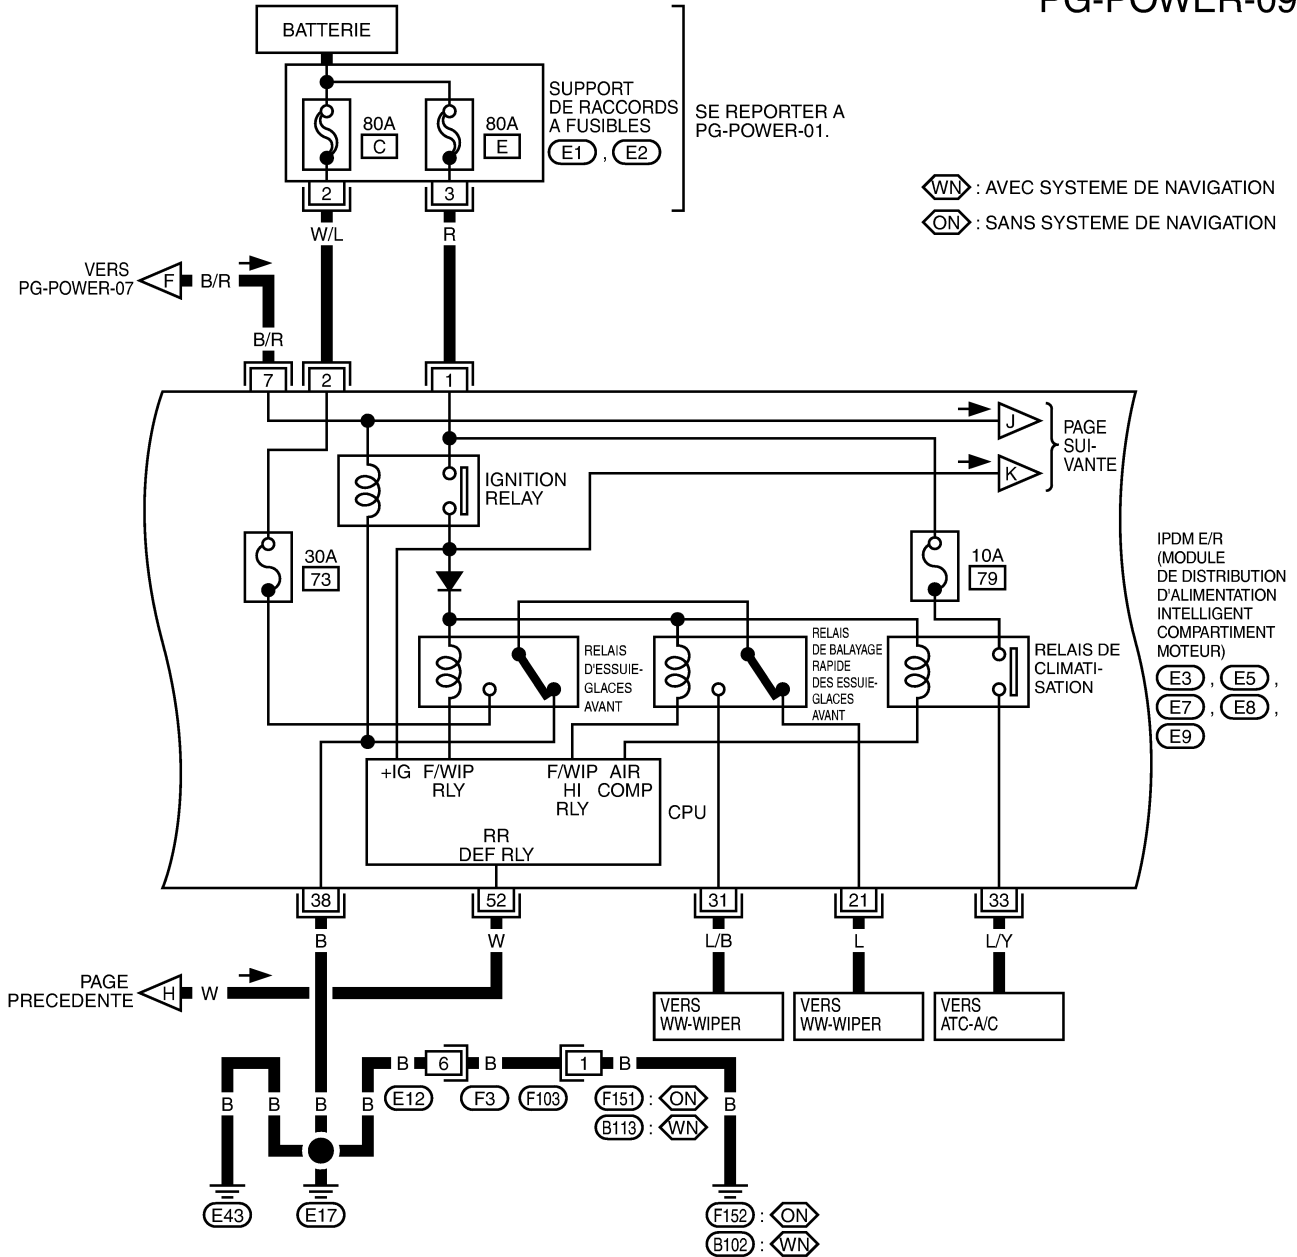 PG-POWER-09
BATTERIE
SUPPORT
DE RACCORDS
A FUSIBLES
E1 , E2
80A
C
80A
E
SE REPORTER A
PG-POWER-01.
WN : AVEC SYSTEME DE NAVIGATION
ON : SANS SYSTEME DE NAVIGATION
2
3
W/L
R
VERS
PG-POWER-07
F
B/R
B/R
7
2
1
J
K
PAGE
SUI-
VANTE
IGNITION
RELAY
30A
73
10A
79
IPDM E/R
(MODULE
DE DISTRIBUTION
D'ALIMENTATION
INTELLIGENT
COMPARTIMENT
MOTEUR)
E3 , E5 ,
E7 , E8 ,
E9
RELAIS
D'ESSUIE-
GLACES
AVANT
RELAIS
DE BALAYAGE
RAPIDE
DES ESSUIE-
GLACES
AVANT
RELAIS DE
CLIMATI-
SATION
+IG
F/WIP
RLY
F/WIP
HI
RLY
AIR
COMP
CPU
RR
DEF RLY
38
52
31
21
33
B
W
L/B
L
L/Y
PAGE
PRECEDENTE
H
W
VERS
WW-WIPER
VERS
WW-WIPER
VERS
ATC-A/C
B
6
B
1
B
E12
F3
F103
F151 : ON
B113 : WN
B
B
B
B
B
E43
E17
F152 : ON
B102 : WN